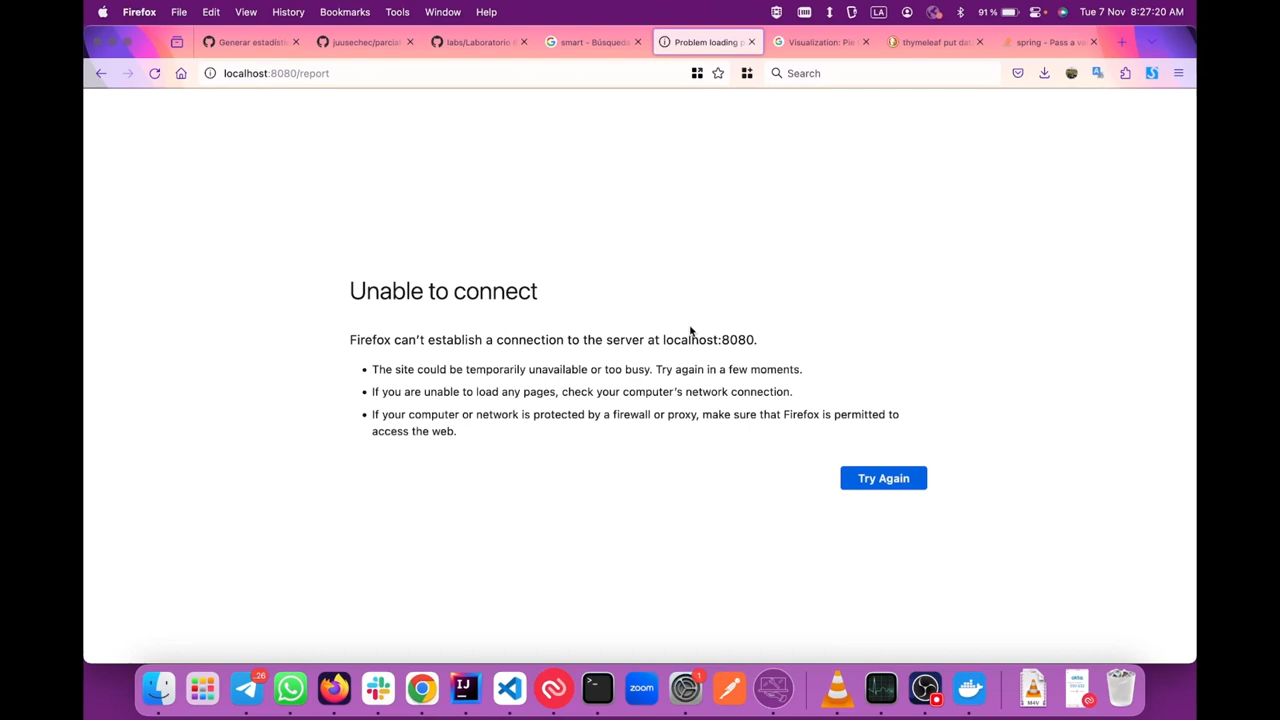 Firefox File Edit View History Bookmarks Tools Window Help LA 91 % Tue 7 Nov 8:27:20 AM
Generar estadísti juusechec/parcial labs/Laboratorio smart - Búsqueda Problem loading p Visualization: Pie thymeleaf put dat spring - Pass a va
localhost:8080/report Search
Unable to connect
Firefox can't establish a connection to the server at localhost:8080.
• The site could be temporarily unavailable or too busy. Try again in a few moments.
• If you are unable to load any pages, check your computer's network connection.
• If your computer or network is protected by a firewall or proxy, make sure that Firefox is permitted to
access the web.
Try Again
26
IJ
zoom
1
M4V
okta